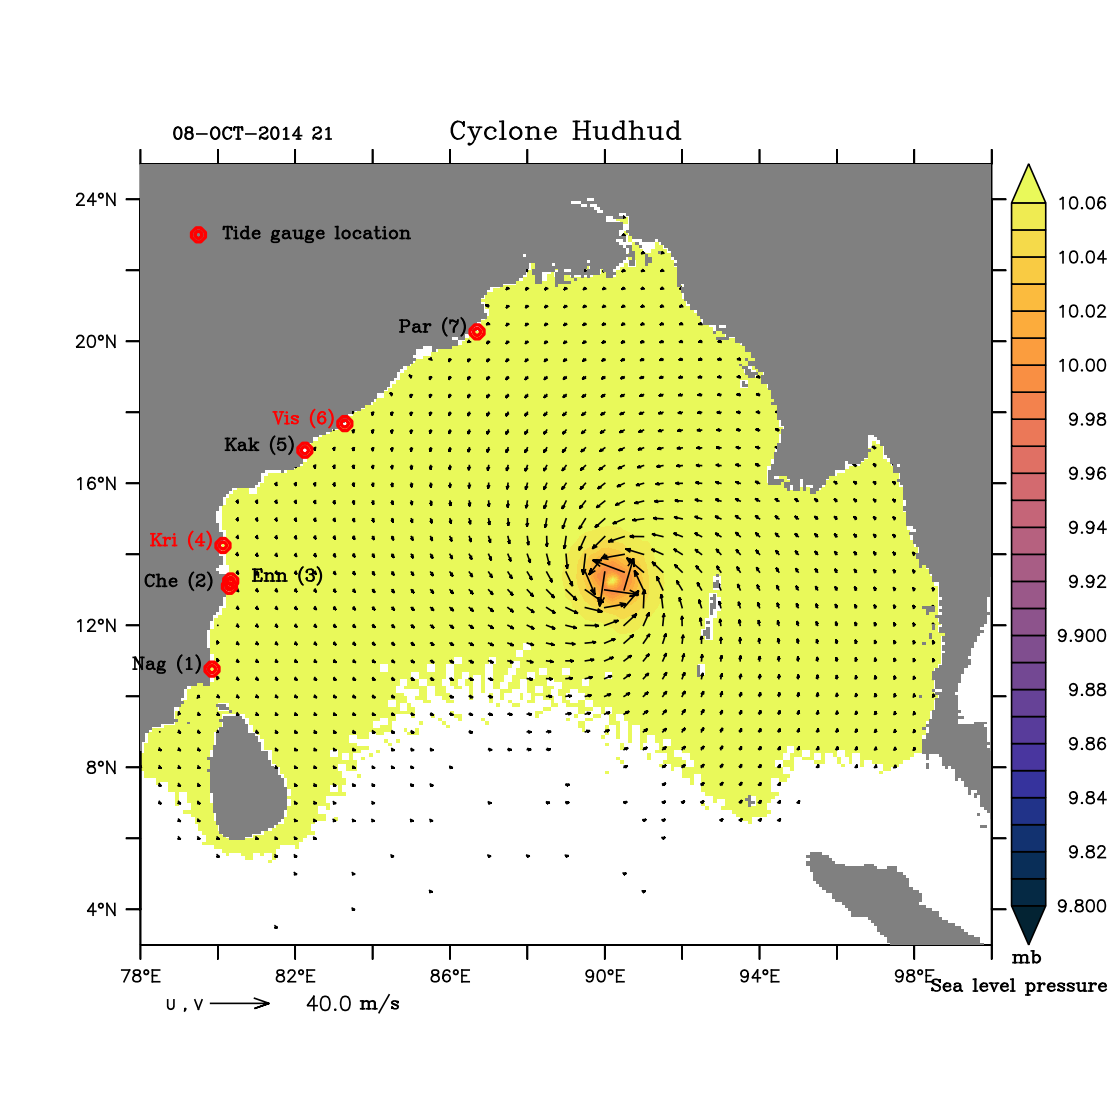 Cyclone Hudhud
08-OCT-2014 21
Tide gauge location
Par (7)
Vis (6)
Kak (5)
Kri (4)
Enn (3)
Che (2)
Nag (1)
24°N
20°N
16°N
12°N
8°N
4°N
78°E 82°E 86°E 90°E 94°E 98°E
U , V 40.0 m/s
10.06
10.04
10.02
10.00
9.98
9.96
9.94
9.92
9.900
9.88
9.86
9.84
9.82
9.800
mb
Sea level pressure